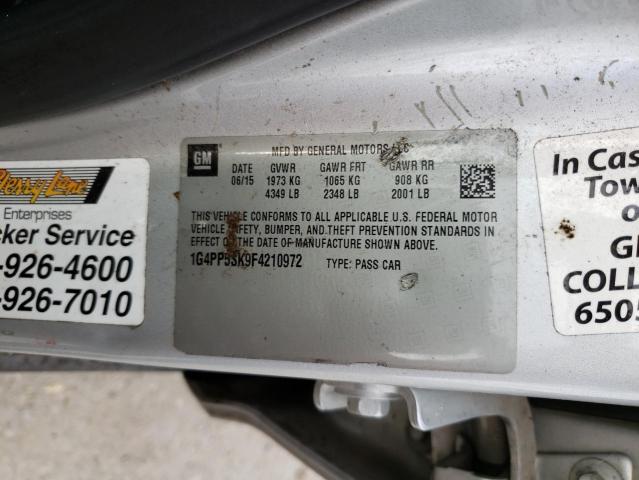 GM
MFD BY GENERAL MOTORS LLC
DATE GVWR GAWR FRT GAWR RR
06/15 1973 KG 1065 KG 908 KG
4349 LB 2348 LB 2001 LB
THIS VEHICLE CONFORMS TO ALL APPLICABLE U.S. FEDERAL MOTOR
VEHICLE SAFETY, BUMPER, AND THEFT PREVENTION STANDARDS IN
EFFECT ON THE DATE OF MANUFACTURE SHOWN ABOVE.
1G4PP5SK9F4210972 TYPE: PASS CAR
Merry Lane
Enterprises
cker Service
-926-4600
-926-7010
In Cas
Tow
o
GI
COLL
6505